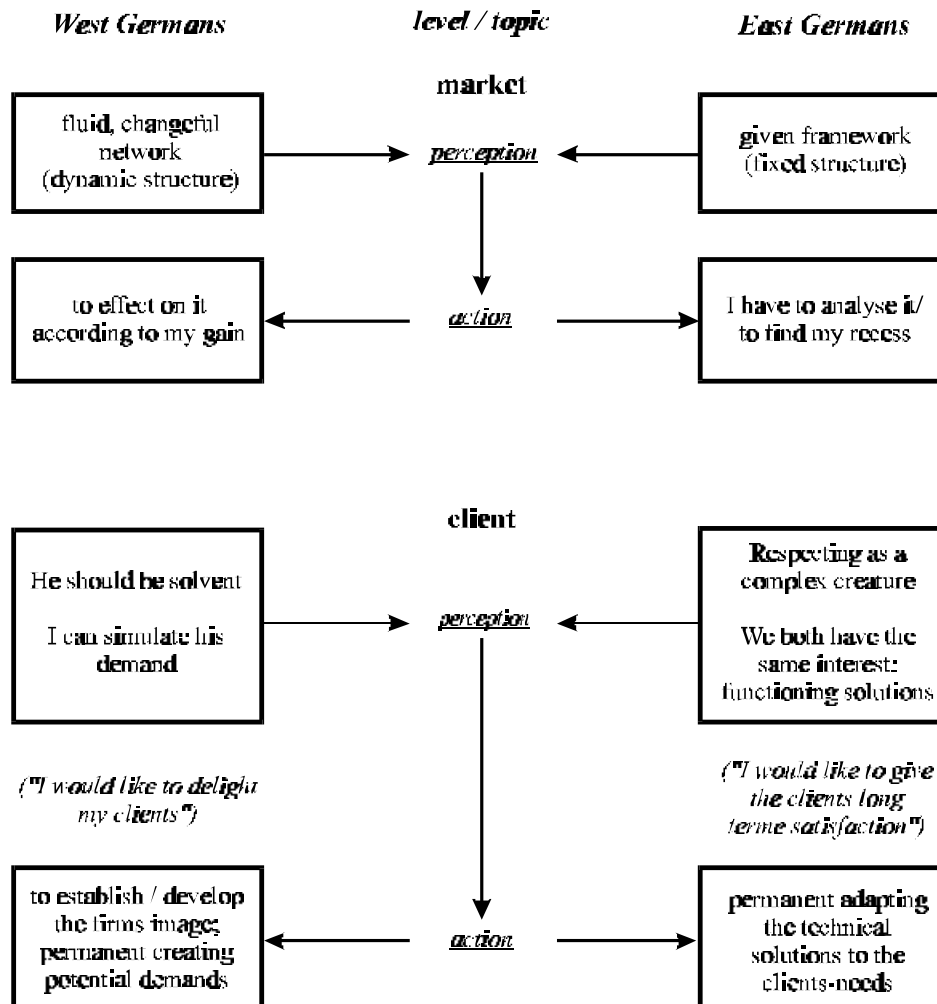 West Germans
level / topic
East Germans
market
fluid, changeful
network
(dynamic structure)
perception
given framework
(fixed structure)
to effect on it
according to my gain
action
I have to analyse it/
to find my recess
client
He should be solvent
I can simulate his
demand
perception
Respecting as a
complex creature
We both have the
same interest:
functioning solutions
("I would like to delight
my clients")
("I would like to give
the clients long
terme satisfaction")
to establish / develop
the firms image;
permanent creating
potential demands
action
permanent adapting
the technical
solutions to the
clients-needs